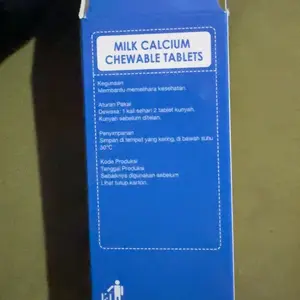 MILK CALCIUM
CHEWABLE TABLETS
Kegunaan
Membantu memelihara kesehatan
Aturan Pakai
Dewasa: 1 kali sehari 2 tablet kunyah.
Kunyah sebelum ditelan.
Penyimpanan
Simpan di tempat yang kering, di bawah suhu
30°C
Kode Produksi
Tanggal Produksi
Sebaiknya digunakan sebelum
Lihat tutup karton.